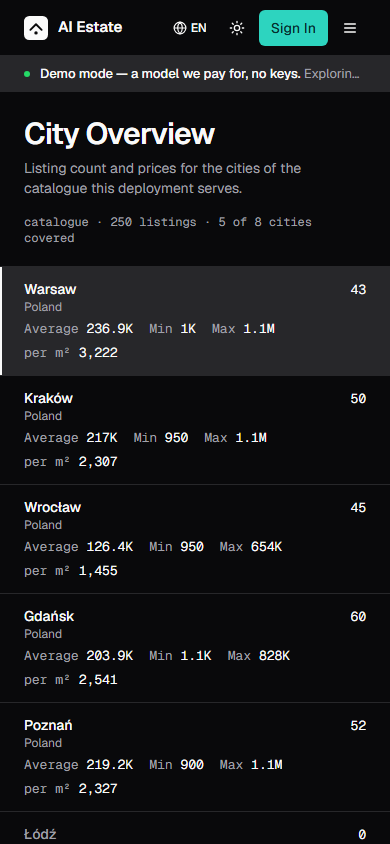 AI Estate
EN
Sign In
Demo mode — a model we pay for, no keys. Explorin…
City Overview
Listing count and prices for the cities of the
catalogue this deployment serves.
catalogue · 250 listings · 5 of 8 cities
covered
Warsaw 43
Poland
Average 236.9K Min 1K Max 1.1M
per m² 3,222
Kraków 50
Poland
Average 217K Min 950 Max 1.1M
per m² 2,307
Wrocław 45
Poland
Average 126.4K Min 950 Max 654K
per m² 1,455
Gdańsk 60
Poland
Average 203.9K Min 1.1K Max 828K
per m² 2,541
Poznań 52
Poland
Average 219.2K Min 900 Max 1.1M
per m² 2,327
Łódź 0